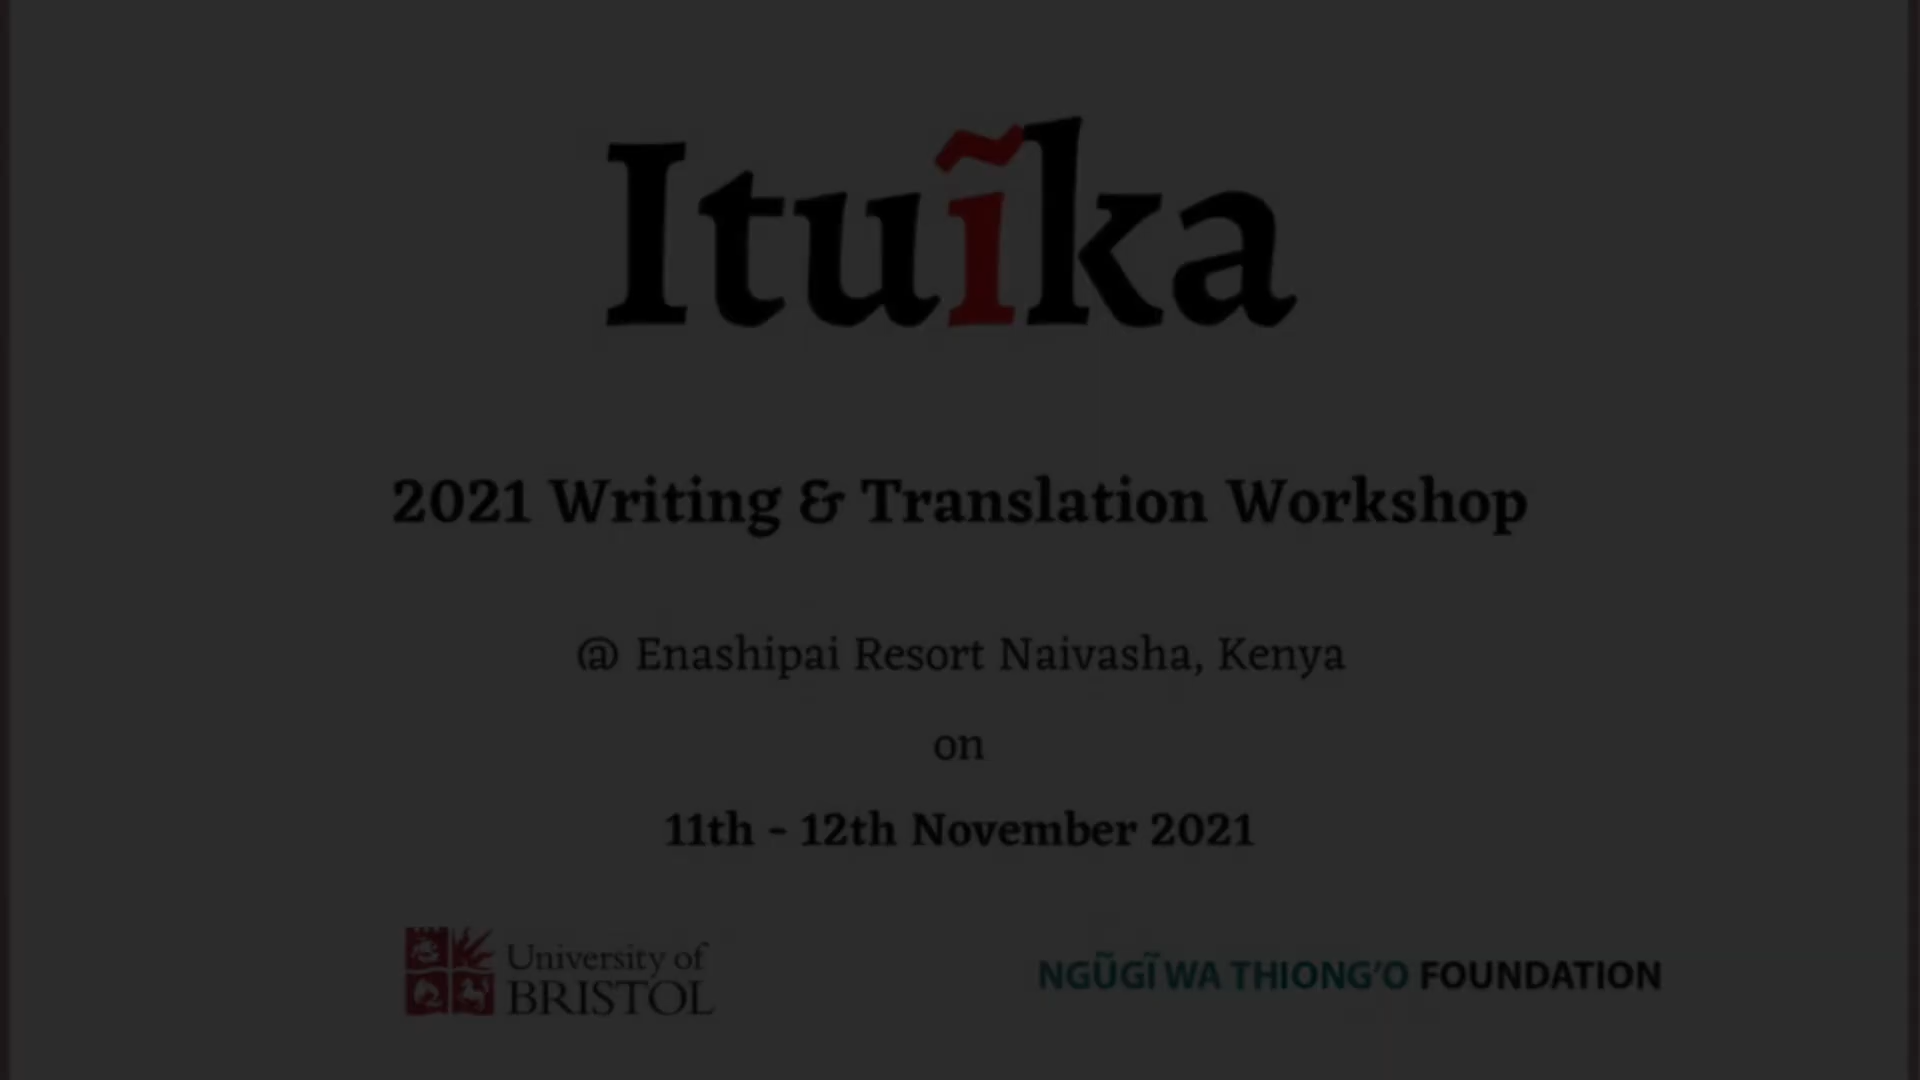 Ituĩka
2021 Writing & Translation Workshop
@ Enashipai Resort Naivasha, Kenya
on
11th - 12th November 2021
University of
BRISTOL
NGŨGĨ WA THIONG’O FOUNDATION